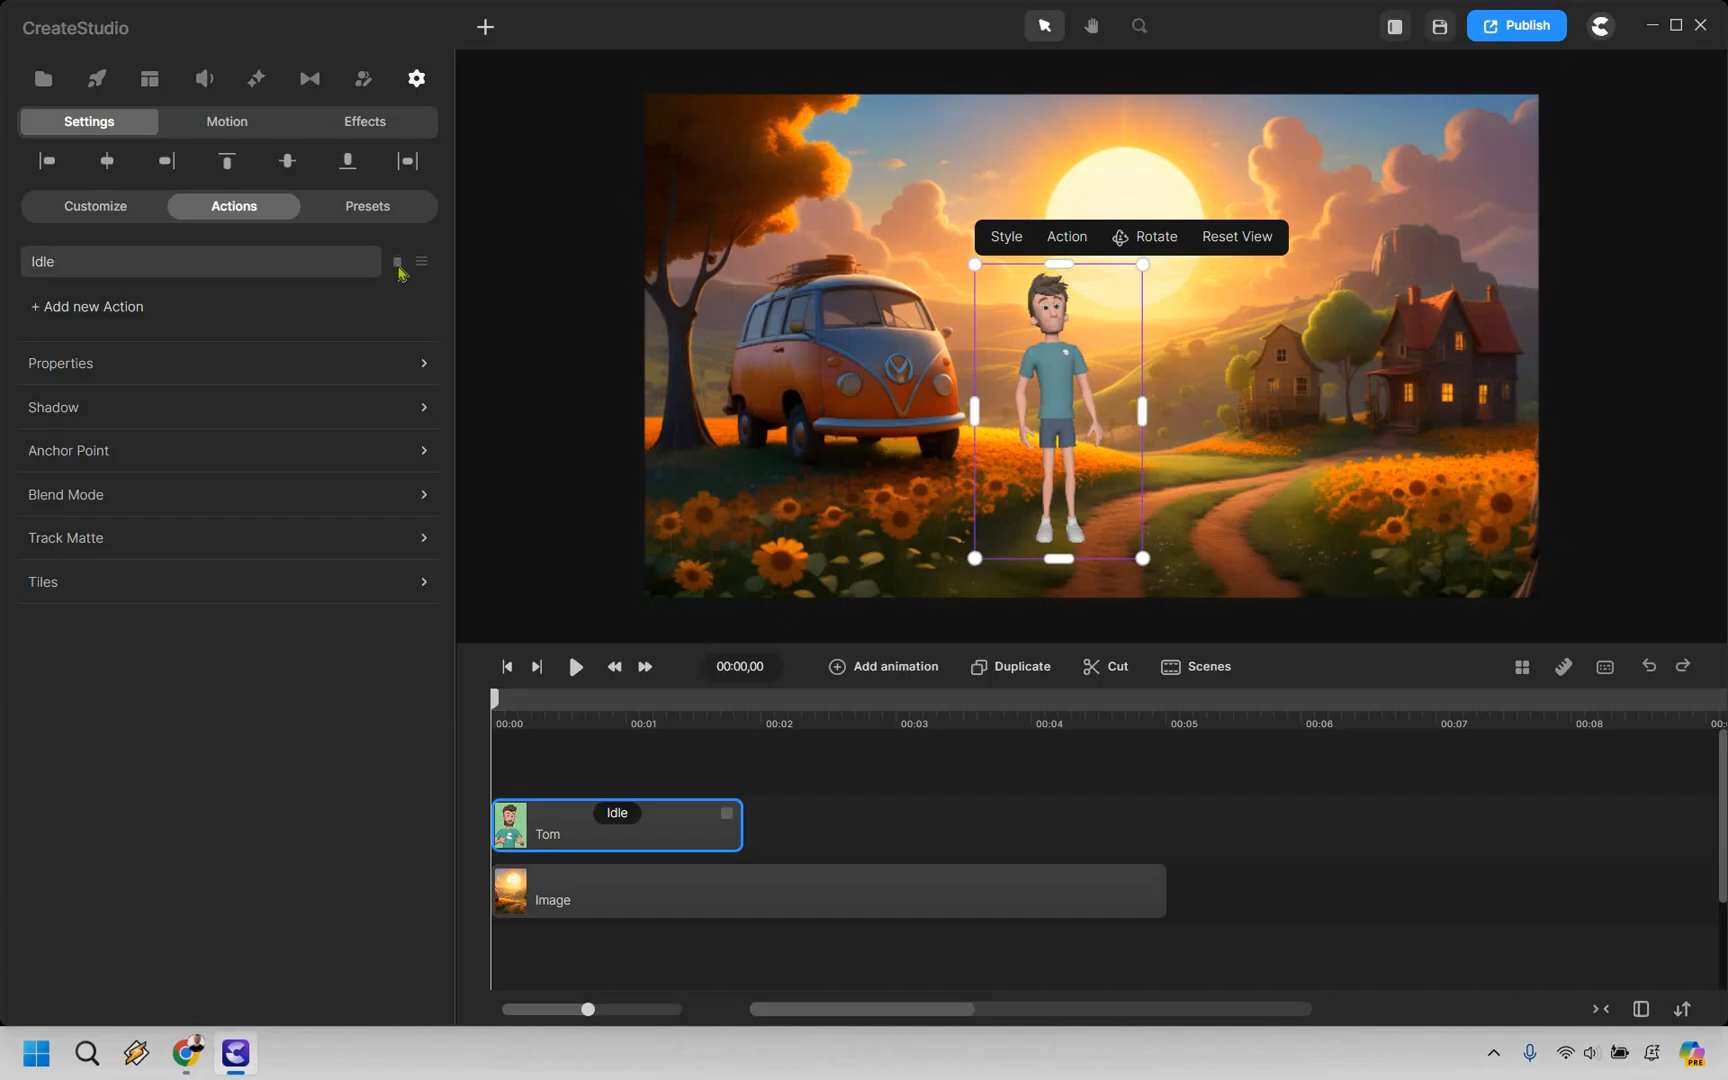 CreateStudio
Publish
Settings
Motion
Effects
Customize
Actions
Presets
Idle
+ Add new Action
Properties
Shadow
Anchor Point
Blend Mode
Track Matte
Tiles
Style
Action
Rotate
Reset View
00:00,00
Add animation
Duplicate
Cut
Scenes
00:00
00:01
00:02
00:03
00:04
00:05
00:06
00:07
00:08
Idle
Tom
Image
PRE